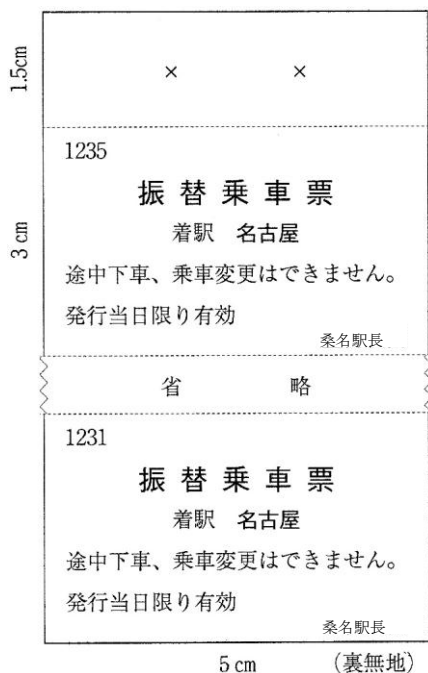 1.5cm
× ×
3 cm
1235
振替乗車票
着駅 名古屋
途中下車、乗車変更はできません。
発行当日限り有効
桑名駅長
省 略
1231
振替乗車票
着駅 名古屋
途中下車、乗車変更はできません。
発行当日限り有効
桑名駅長
5 cm (裏無地)